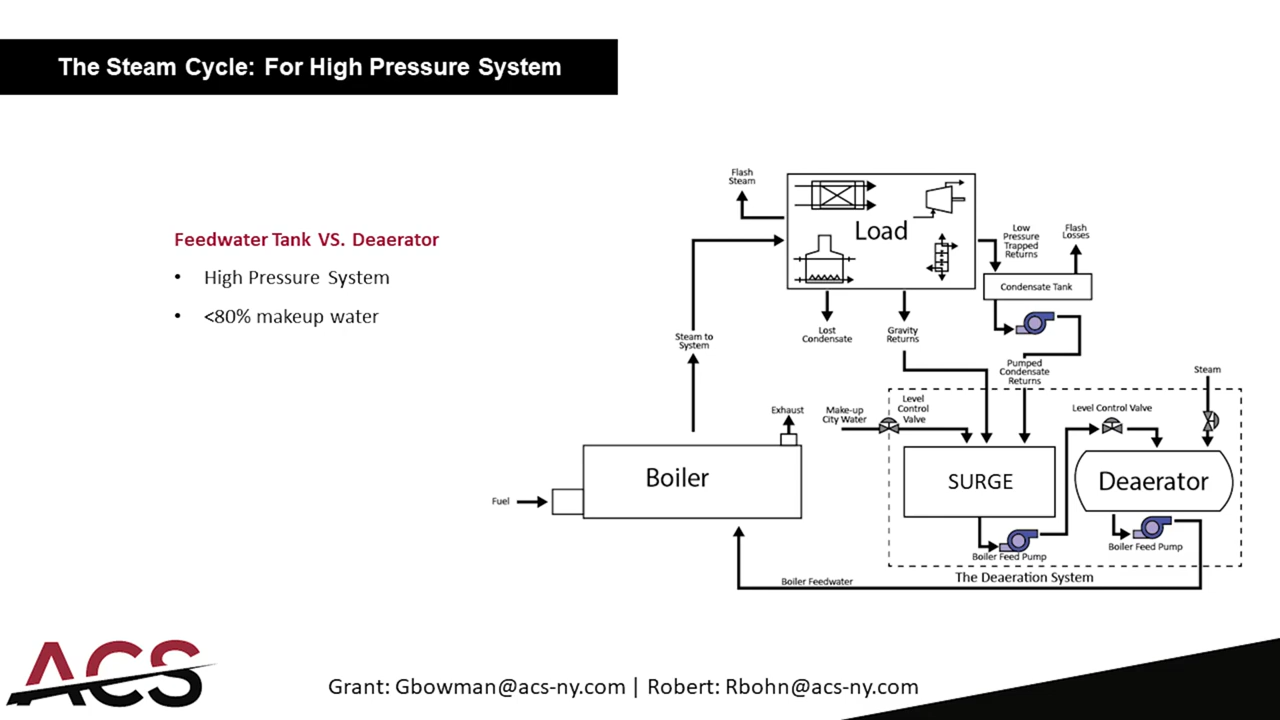 The Steam Cycle: For High Pressure System
Feedwater Tank VS. Deaerator
• High Pressure System
• <80% makeup water
Flash
Steam
Load
Low
Pressure
Trapped
Returns
Flash
Losses
Condensate Tank
Steam to
System
Lost
Condensate
Gravity
Returns
Pumped
Condensate
Returns
Steam
Exhaust
Make-up
City Water
Level
Control
Valve
Level Control Valve
Boiler
SURGE
Deaerator
Fuel
Boiler Feed Pump
Boiler Feed Pump
Boiler Feedwater
The Deaeration System
ACS
Grant: Gbowman@acs-ny.com | Robert: Rbohn@acs-ny.com